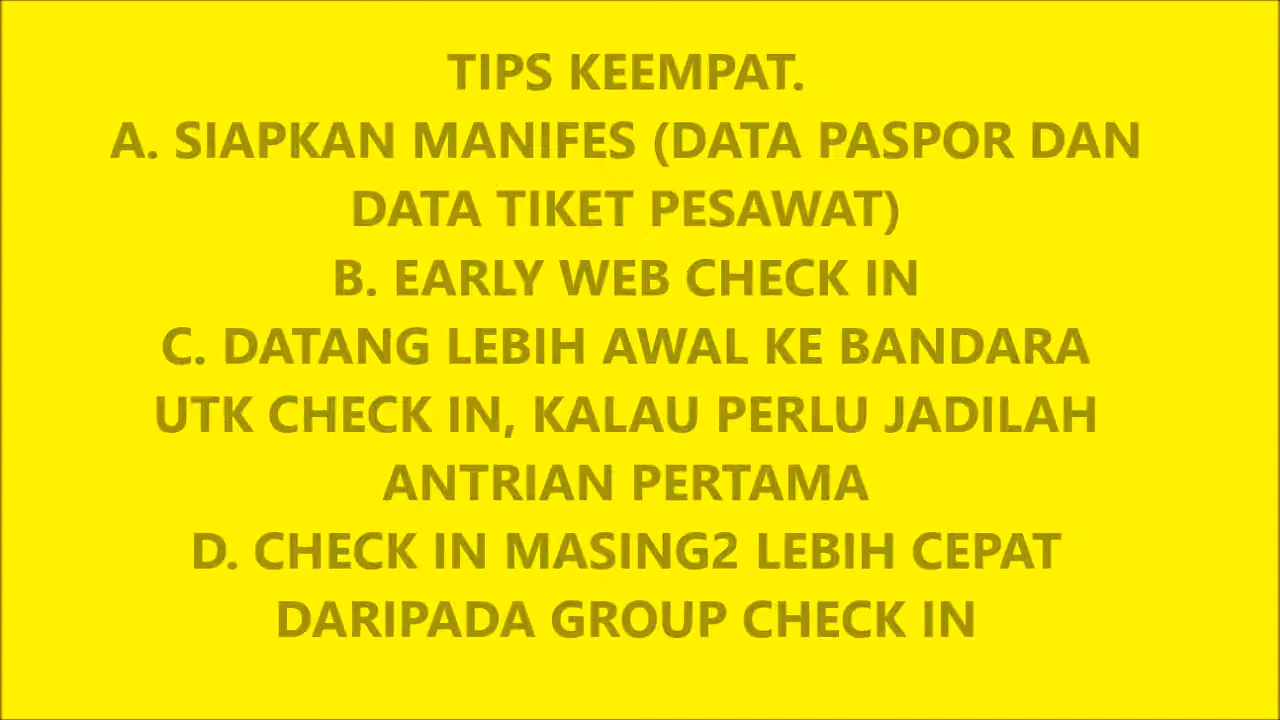 TIPS KEEMPAT.
A. SIAPKAN MANIFES (DATA PASPOR DAN
DATA TIKET PESAWAT)
B. EARLY WEB CHECK IN
C. DATANG LEBIH AWAL KE BANDARA
UTK CHECK IN, KALAU PERLU JADILAH
ANTRIAN PERTAMA
D. CHECK IN MASING2 LEBIH CEPAT
DARIPADA GROUP CHECK IN